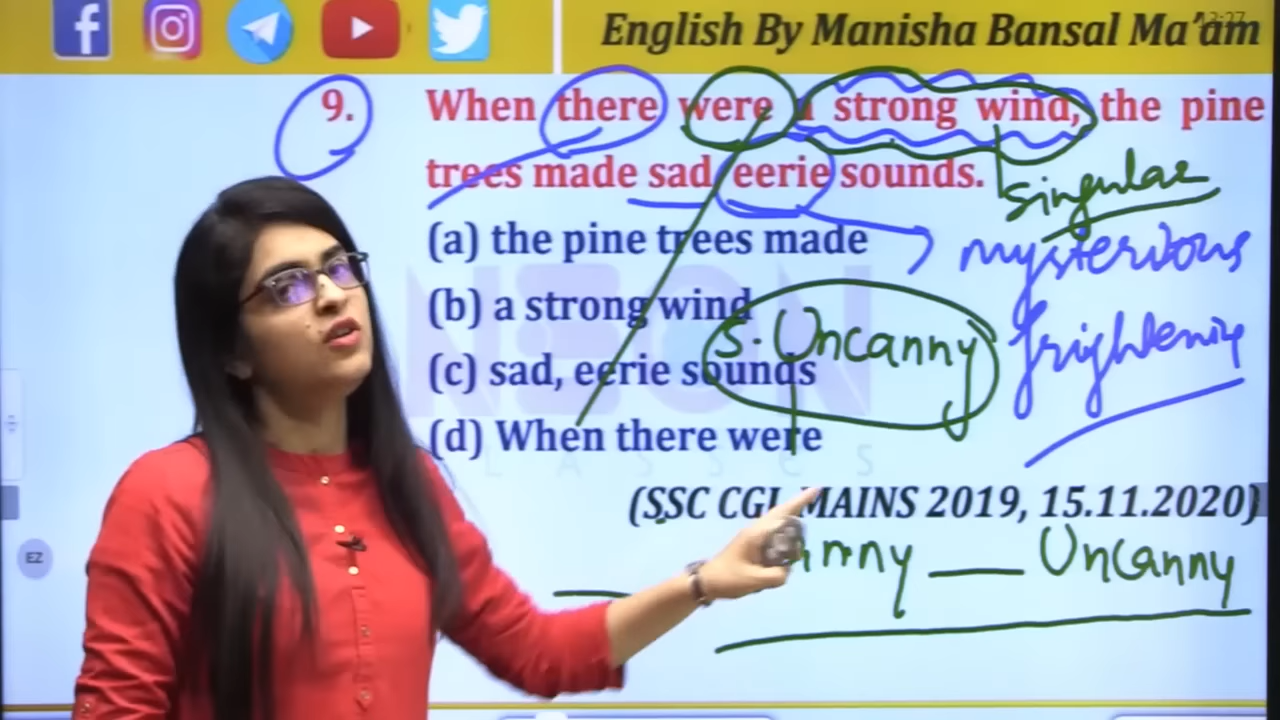 English By Manisha Bansal Ma'am
9. When there were a strong wind, the pine
trees made sad, eerie sounds.
singular
(a) the pine trees made
mysterious
(b) a strong wind
S. Uncanny
frightening
(c) sad, eerie sounds
(d) When there were
CLASSES
(SSC CGL MAINS 2019, 15.11.2020)
Uncanny
EZ